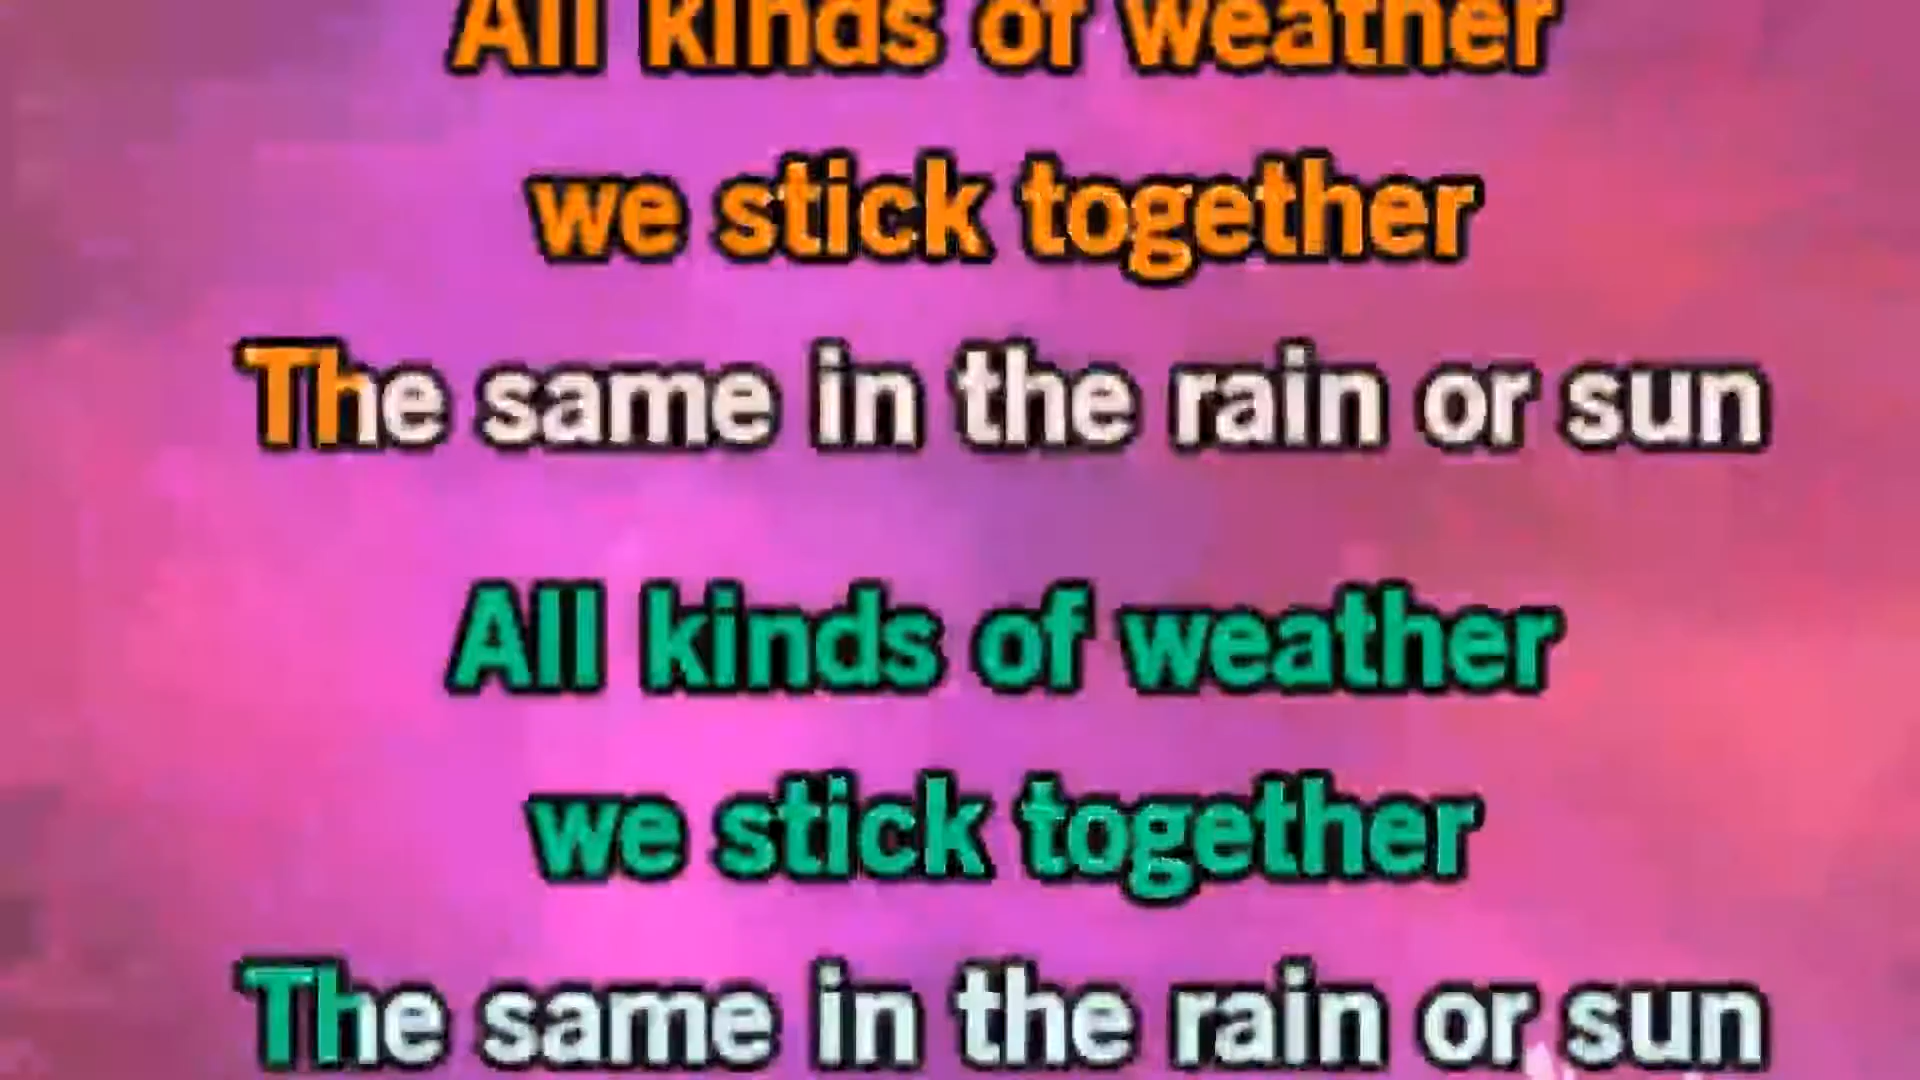 All kinds of weather
we stick together
The same in the rain or sun
All kinds of weather
we stick together
The same in the rain or sun